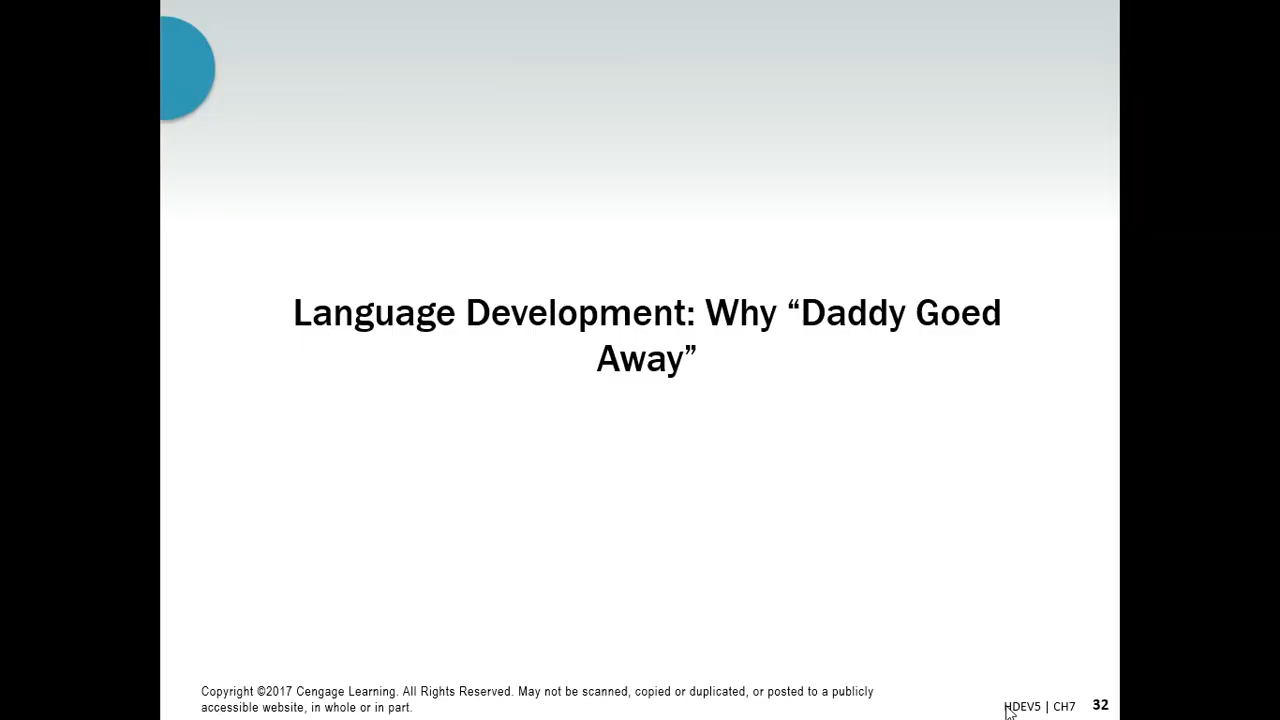 Language Development: Why “Daddy Goed
Away”
Copyright ©2017 Cengage Learning. All Rights Reserved. May not be scanned, copied or duplicated, or posted to a publicly
accessible website, in whole or in part.
HDEV5 | CH7
32